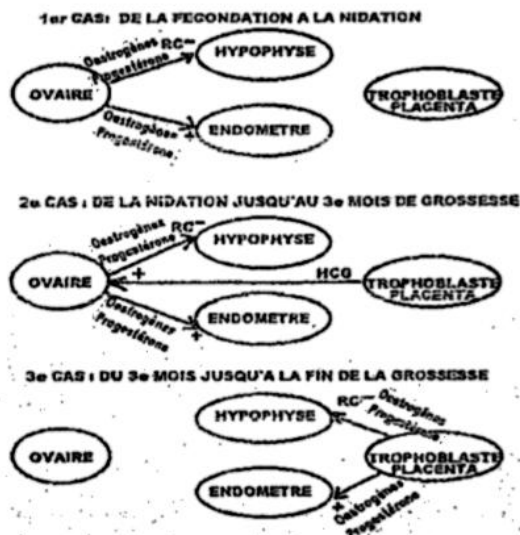 1er CAS: DE LA FECONDATION A LA NIDATION
Oestrogènes RC—
Progestérone
HYPOPHYSE
OVAIRE
TROPHOBLASTE
PLACENTA
Oestrogènes
Progestérone +
ENDOMETRE
2e CAS : DE LA NIDATION JUSQU'AU 3e MOIS DE GROSSESSE
Oestrogènes RC—
Progestérone
HYPOPHYSE
OVAIRE
+
HCG
TROPHOBLASTE
PLACENTA
Oestrogènes
Progestérone +
ENDOMETRE
3e CAS : DU 3e MOIS JUSQU'A LA FIN DE LA GROSSESSE
RC— Oestrogènes
Progestérone
HYPOPHYSE
OVAIRE
TROPHOBLASTE
PLACENTA
ENDOMETRE
+ Oestrogènes
Progestérone